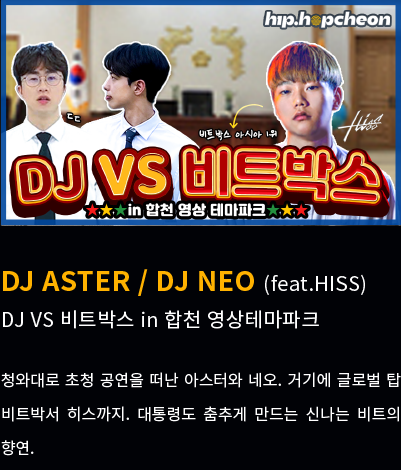 hip.hopcheon
ㄷㄷ
비트박스 아시아 1위
Hiss
DJ VS 비트박스
★★★in 합천 영상 테마파크★★★
DJ ASTER / DJ NEO (feat.HISS)
DJ VS 비트박스 in 합천 영상테마파크
청와대로 초청 공연을 떠난 아스터와 네오. 거기에 글로벌 탑
비트박서 히스까지. 대통령도 춤추게 만드는 신나는 비트의
향연.